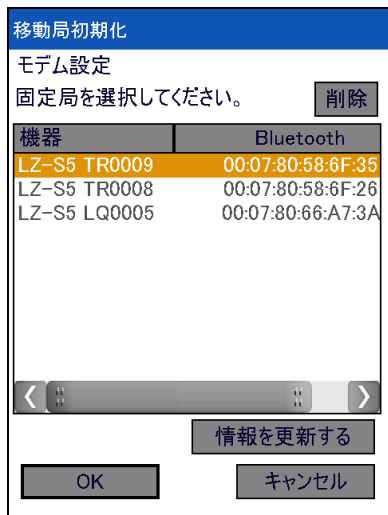 移動局初期化
モデム設定
固定局を選択してください。 削除
機器 Bluetooth
LZ-S5 TR0009 00:07:80:58:6F:35
LZ-S5 TR0008 00:07:80:58:6F:26
LZ-S5 LQ0005 00:07:80:66:A7:3A
情報を更新する
OK キャンセル